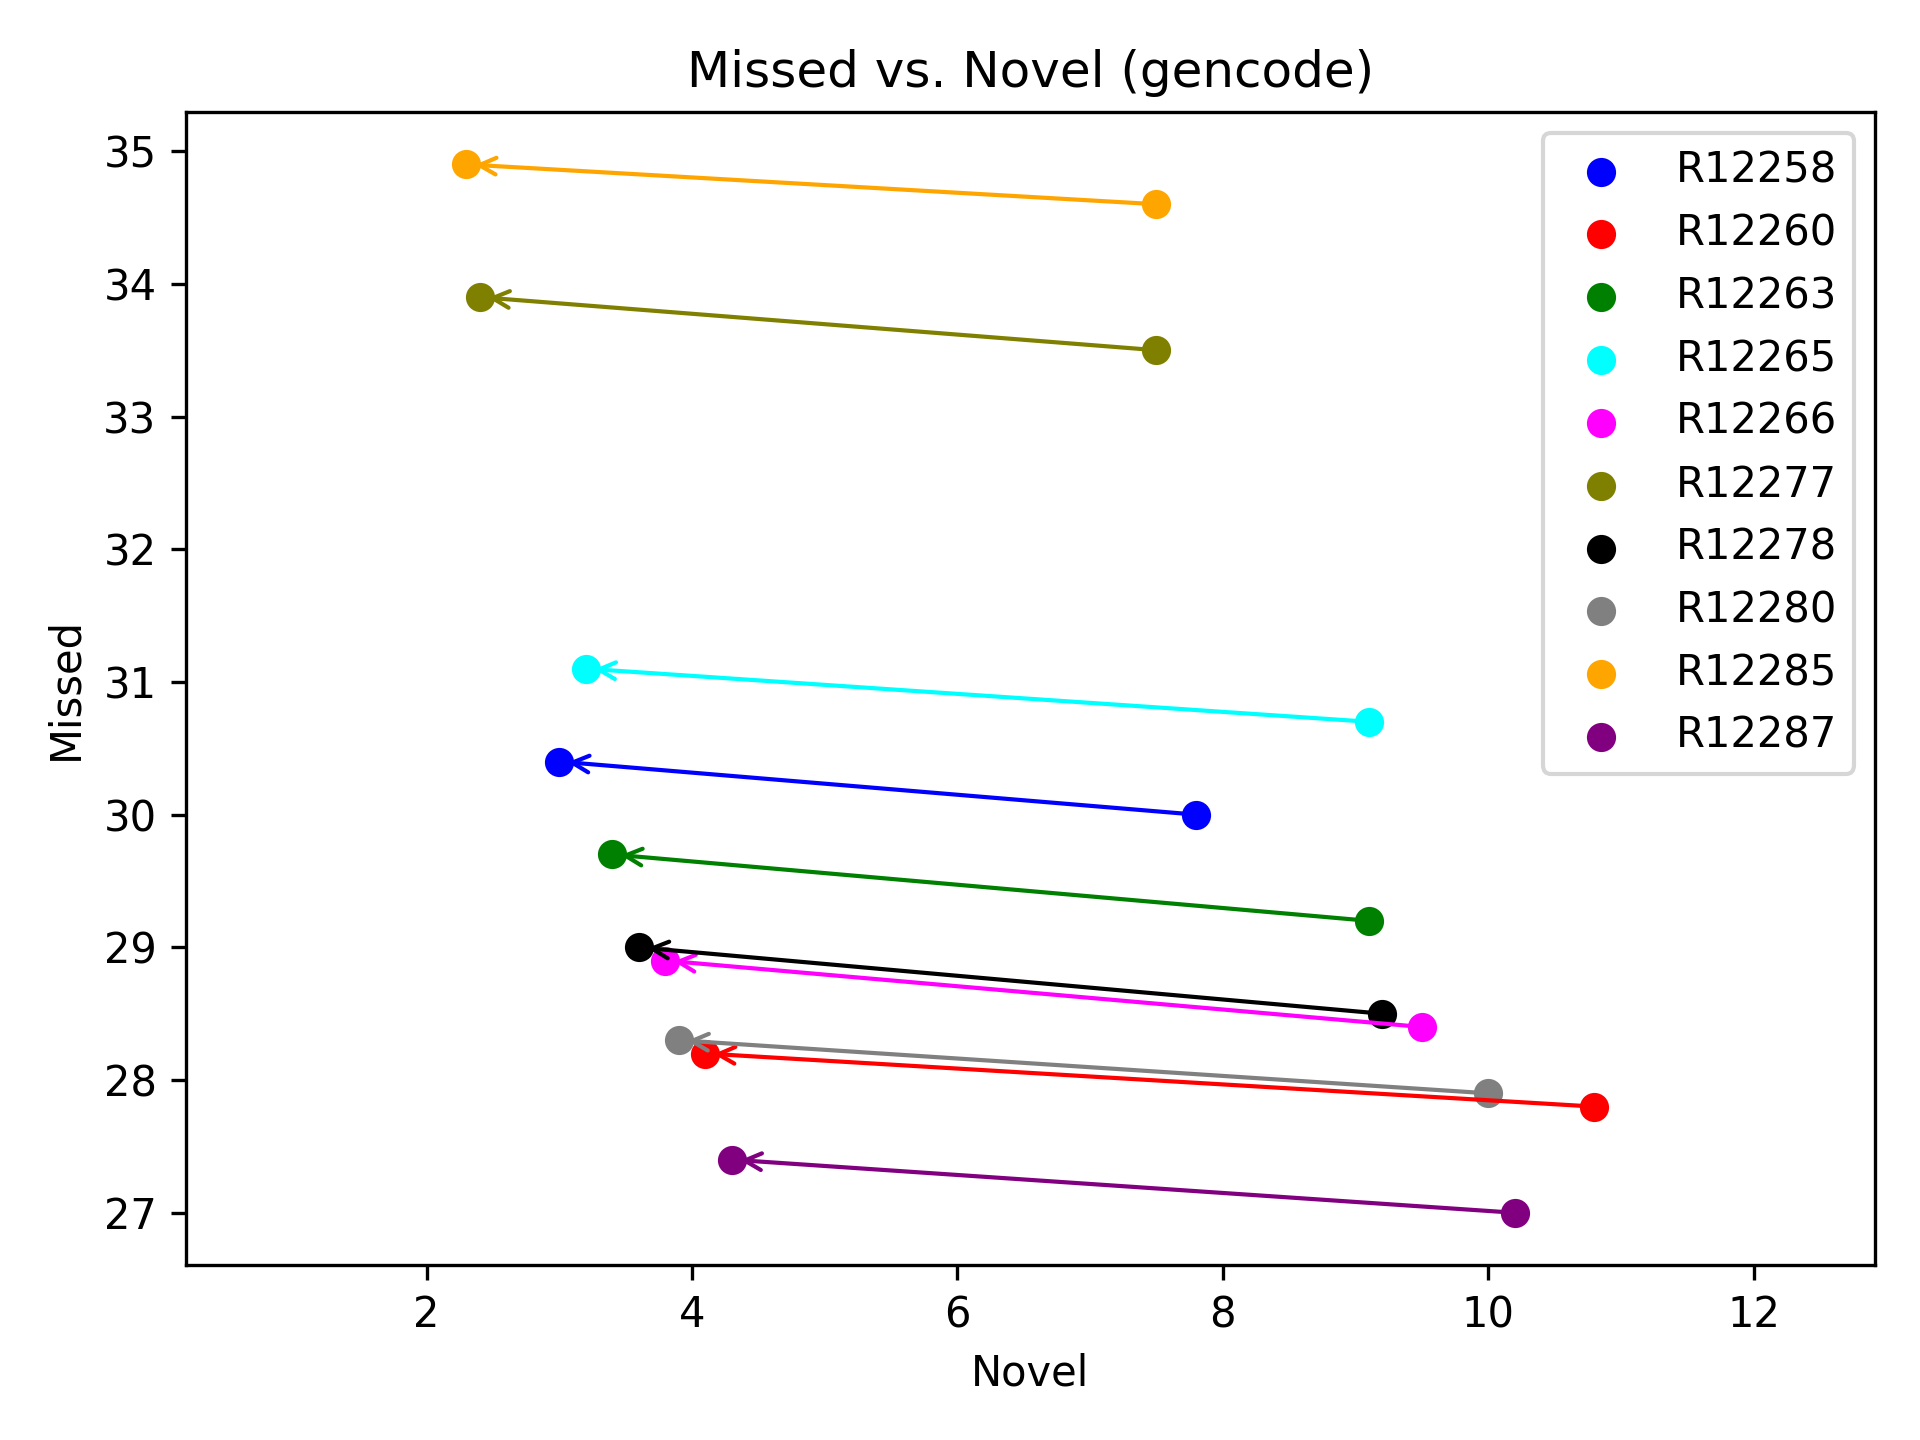 Missed vs. Novel (gencode)
35
34
33
32
31
30
29
28
27
Missed
2 4 6 8 10 12
Novel
R12258
R12260
R12263
R12265
R12266
R12277
R12278
R12280
R12285
R12287